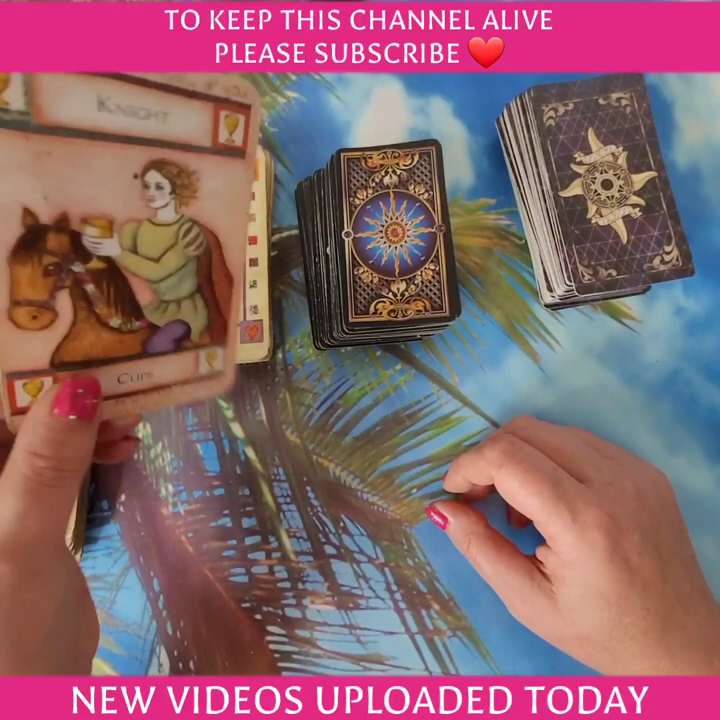 TO KEEP THIS CHANNEL ALIVE
PLEASE SUBSCRIBE ❤️
KNIGHT
CUPS
NEW VIDEOS UPLOADED TODAY